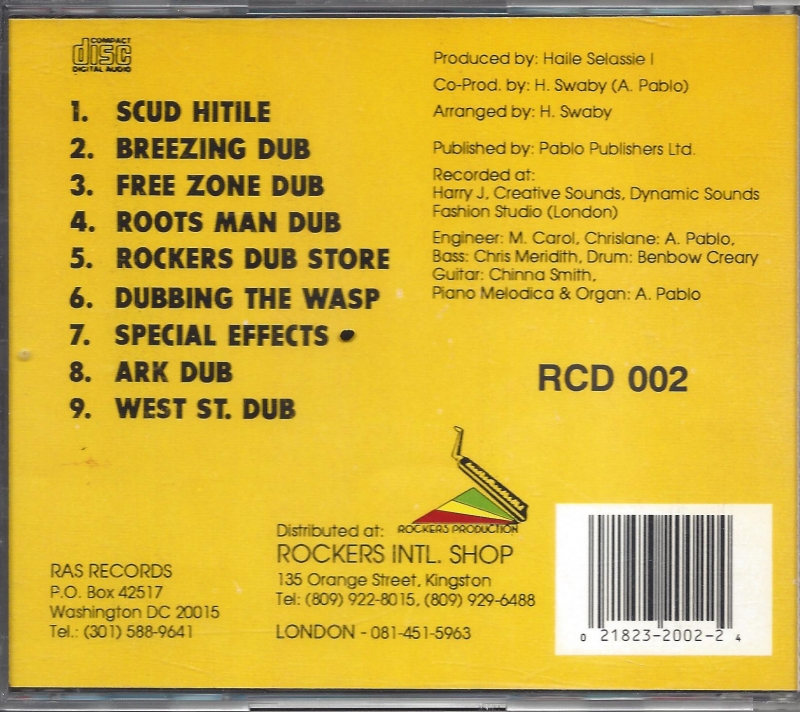 COMPACT
disc
DIGITAL AUDIO
1. SCUD HITILE
2. BREEZING DUB
3. FREE ZONE DUB
4. ROOTS MAN DUB
5. ROCKERS DUB STORE
6. DUBBING THE WASP
7. SPECIAL EFFECTS
8. ARK DUB
9. WEST ST. DUB
Produced by: Haile Selassie I
Co-Prod. by: H. Swaby (A. Pablo)
Arranged by: H. Swaby
Published by: Pablo Publishers Ltd.
Recorded at:
Harry J, Creative Sounds, Dynamic Sounds
Fashion Studio (London)
Engineer: M. Carol, Chrislane: A. Pablo,
Bass: Chris Meridith, Drum: Benbow Creary
Guitar: Chinna Smith,
Piano Melodica & Organ: A. Pablo
RCD 002
ROCKERS PRODUCTION
RAS RECORDS
P.O. Box 42517
Washington DC 20015
Tel.: (301) 588-9641
Distributed at:
ROCKERS INTL. SHOP
135 Orange Street, Kingston
Tel: (809) 922-8015, (809) 929-6488
LONDON - 081-451-5963
0 21823-2002-2 4